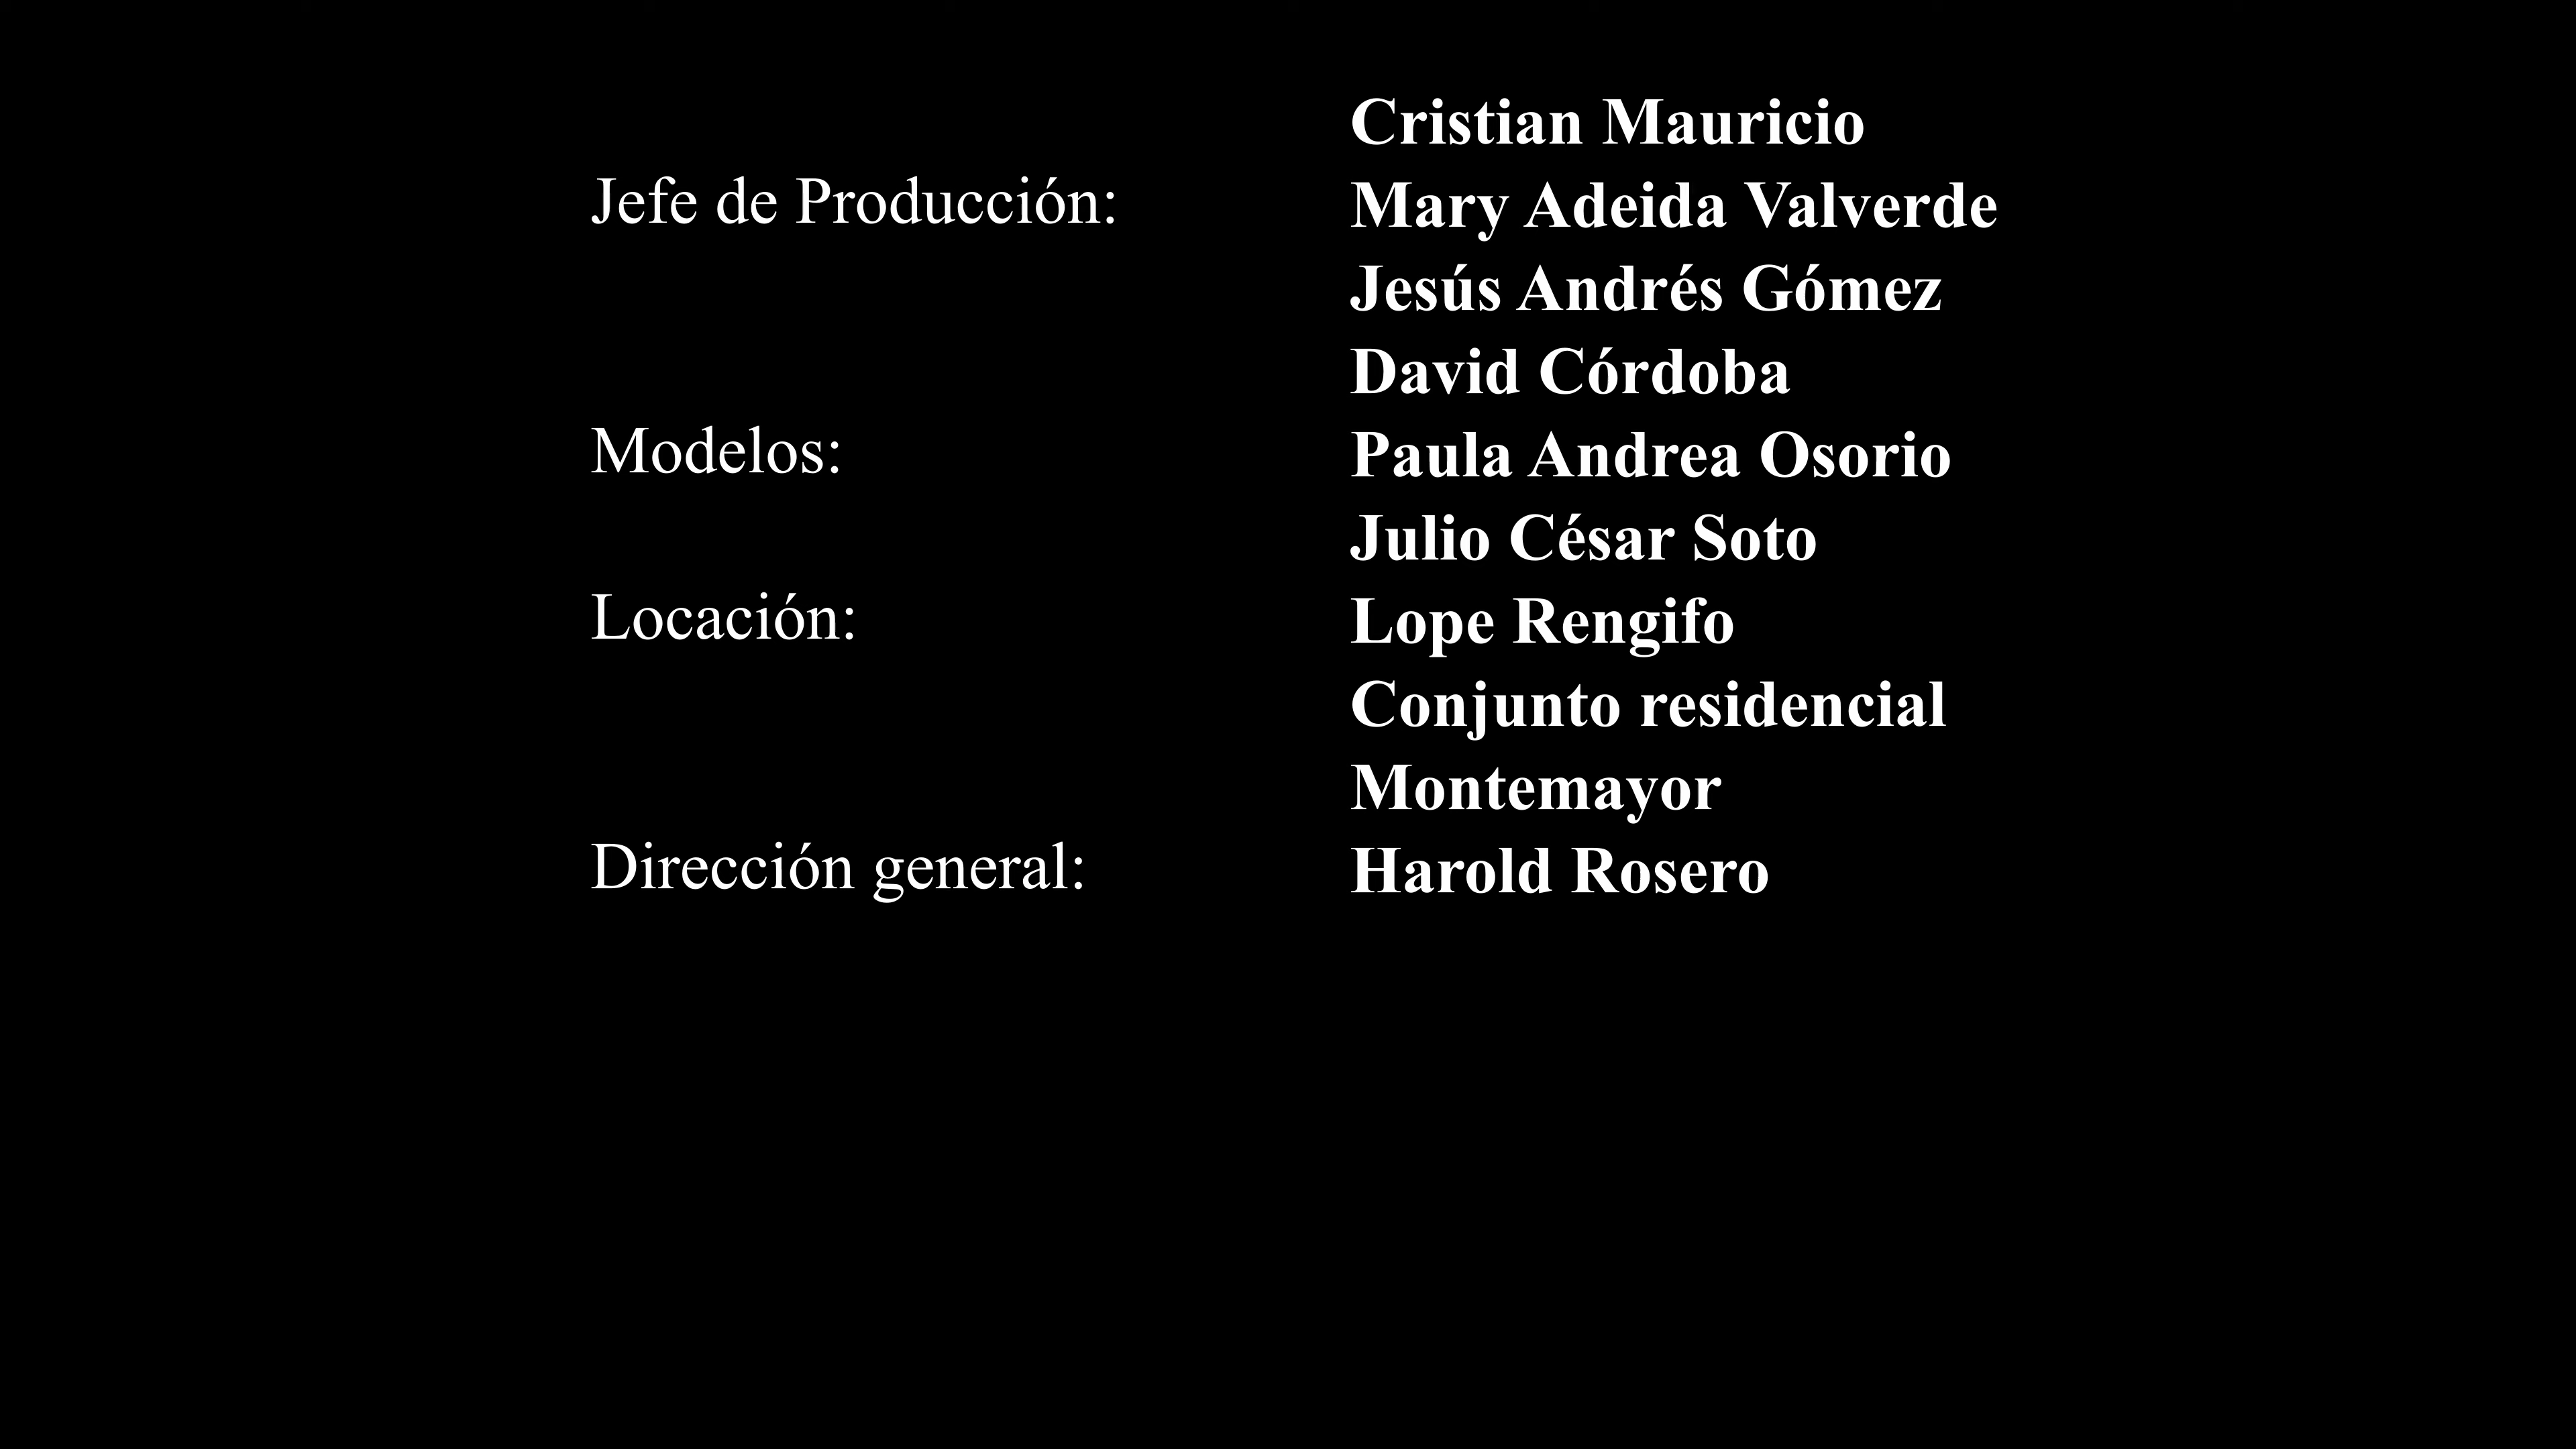 Cristian Mauricio
Jefe de Producción: Mary Adeida Valverde
Jesús Andrés Gómez
David Córdoba
Modelos: Paula Andrea Osorio
Julio César Soto
Locación: Lope Rengifo
Conjunto residencial
Montemayor
Dirección general: Harold Rosero